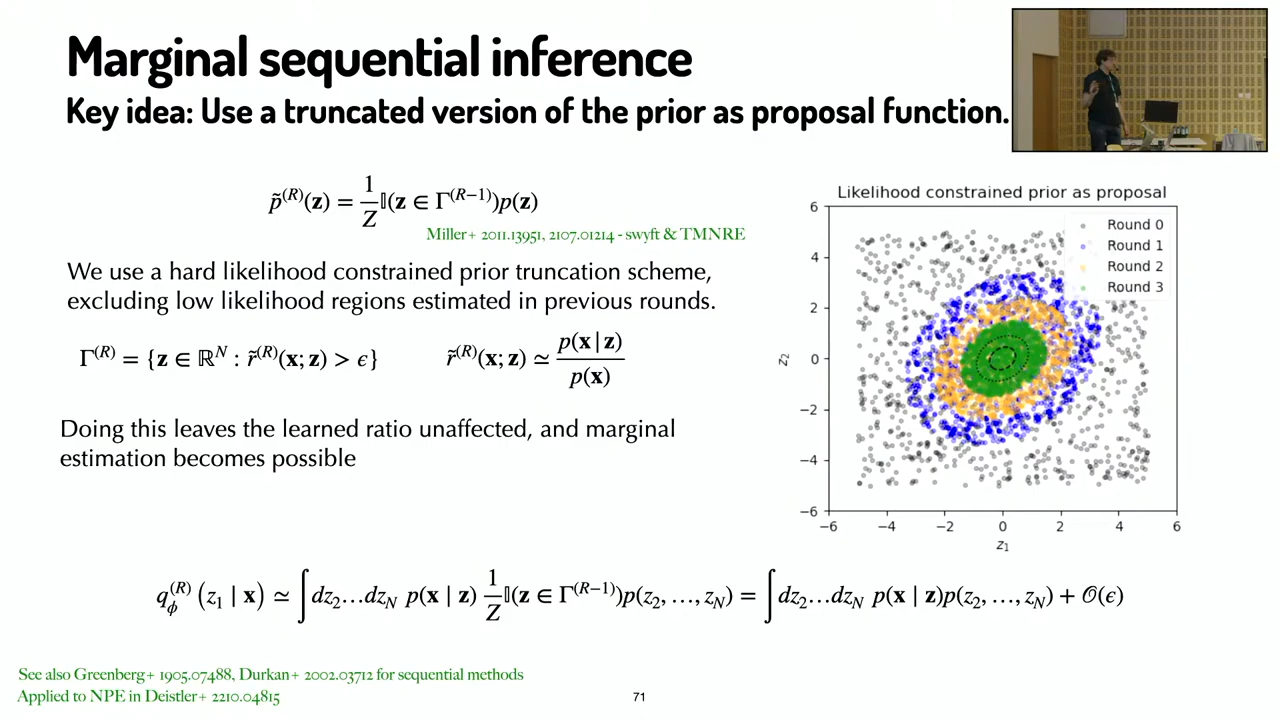 Marginal sequential inference
Key idea: Use a truncated version of the prior as proposal function.
p̃⁽ᴿ⁾(𝐳) = 1/Z 𝕀(𝐳 ∈ Γ⁽ᴿ⁻¹⁾)p(𝐳)
Miller+ 2011.13951, 2107.01214 - swyft & TMNRE
We use a hard likelihood constrained prior truncation scheme,
excluding low likelihood regions estimated in previous rounds.
Γ⁽ᴿ⁾ = {𝐳 ∈ ℝᴺ : r̃⁽ᴿ⁾(𝐱; 𝐳) > ϵ}    r̃⁽ᴿ⁾(𝐱; 𝐳) ≃ p(𝐱 | 𝐳) / p(𝐱)
Doing this leaves the learned ratio unaffected, and marginal
estimation becomes possible
Likelihood constrained prior as proposal
Round 0
Round 1
Round 2
Round 3
6
4
2
0
−2
−4
−6
z₂
−6 −4 −2 0 2 4 6
z₁
q_ϕ⁽ᴿ⁾ (z₁ | 𝐱) ≃ ∫dz₂…dz_N p(𝐱 | 𝐳) 1/Z 𝕀(𝐳 ∈ Γ⁽ᴿ⁻¹⁾)p(z₂, …, z_N) = ∫dz₂…dz_N p(𝐱 | 𝐳)p(z₂, …, z_N) + 𝒪(ϵ)
See also Greenberg+ 1905.07488, Durkan+ 2002.03712 for sequential methods
Applied to NPE in Deistler+ 2210.04815
71